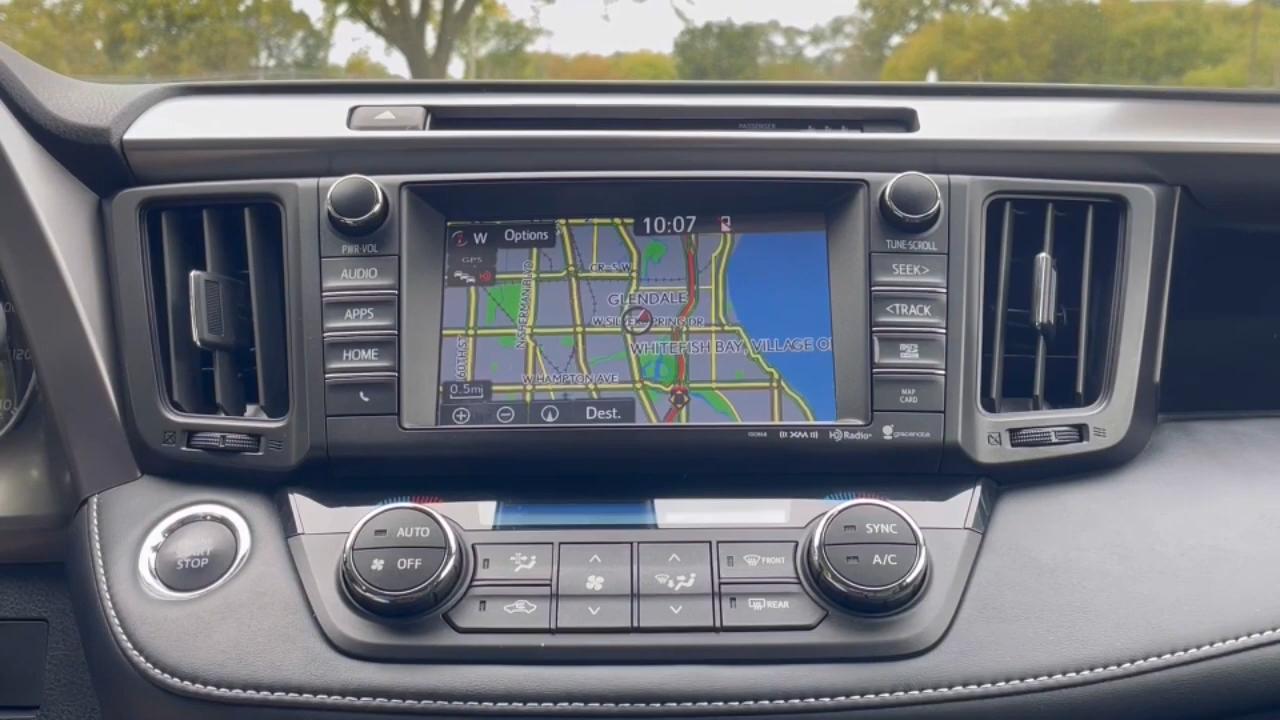 PASSENGER
PWR·VOL
AUDIO
APPS
HOME
TUNE·SCROLL
SEEK>
<TRACK
MAP
CARD
10:07
W Options
GPS
CR-S W
GLENDALE
W SILVER SPRING DR
WHITEFISH BAY, VILLAGE O
N SHERMAN BLVD
60TH ST
W HAMPTON AVE
0.5mi
Dest.
((XM))
HD Radio
gracenote
120
STOP
AUTO
OFF
FRONT
REAR
SYNC
A/C